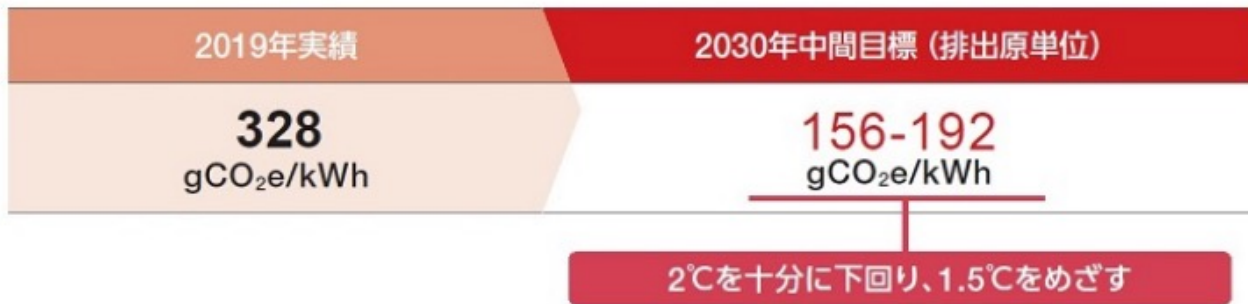 2019年実績
2030年中間目標（排出原単位）
328
gCO₂e/kWh
156-192
gCO₂e/kWh
2℃を十分に下回り、1.5℃をめざす